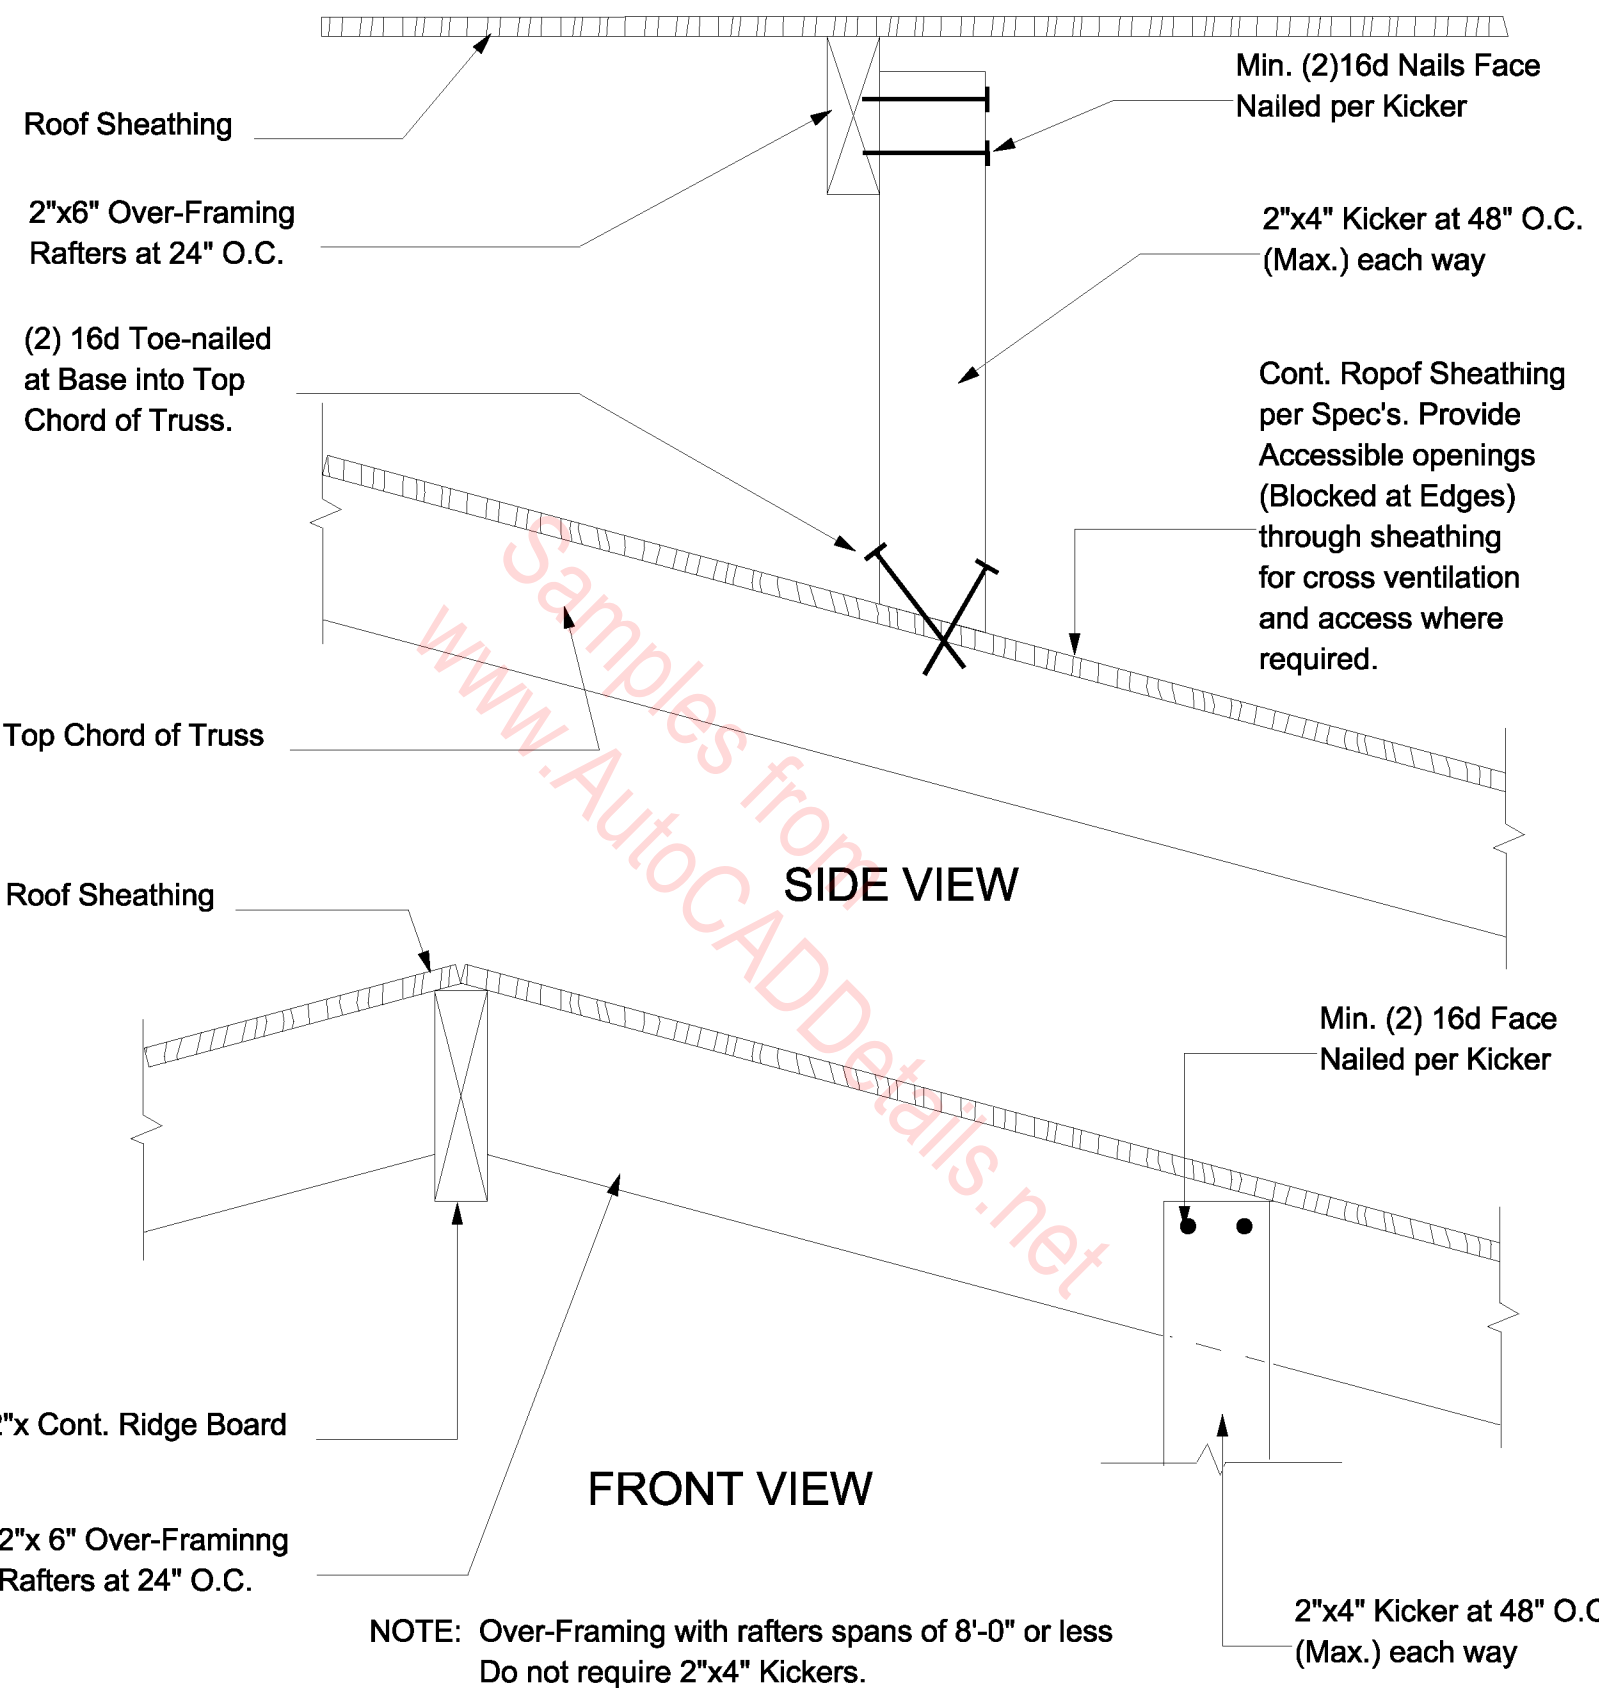 Roof Sheathing
2"x6" Over-Framing
Rafters at 24" O.C.
(2) 16d Toe-nailed
at Base into Top
Chord of Truss.
Top Chord of Truss
Min. (2)16d Nails Face
Nailed per Kicker
2"x4" Kicker at 48" O.C.
(Max.) each way
Cont. Ropof Sheathing
per Spec's. Provide
Accessible openings
(Blocked at Edges)
through sheathing
for cross ventilation
and access where
required.
SIDE VIEW
Samples from
www.AutoCADDetails.net
Roof Sheathing
Min. (2) 16d Face
Nailed per Kicker
2"x Cont. Ridge Board
FRONT VIEW
2"x 6" Over-Framinng
Rafters at 24" O.C.
2"x4" Kicker at 48" O.C
(Max.) each way
NOTE: Over-Framing with rafters spans of 8'-0" or less
Do not require 2"x4" Kickers.